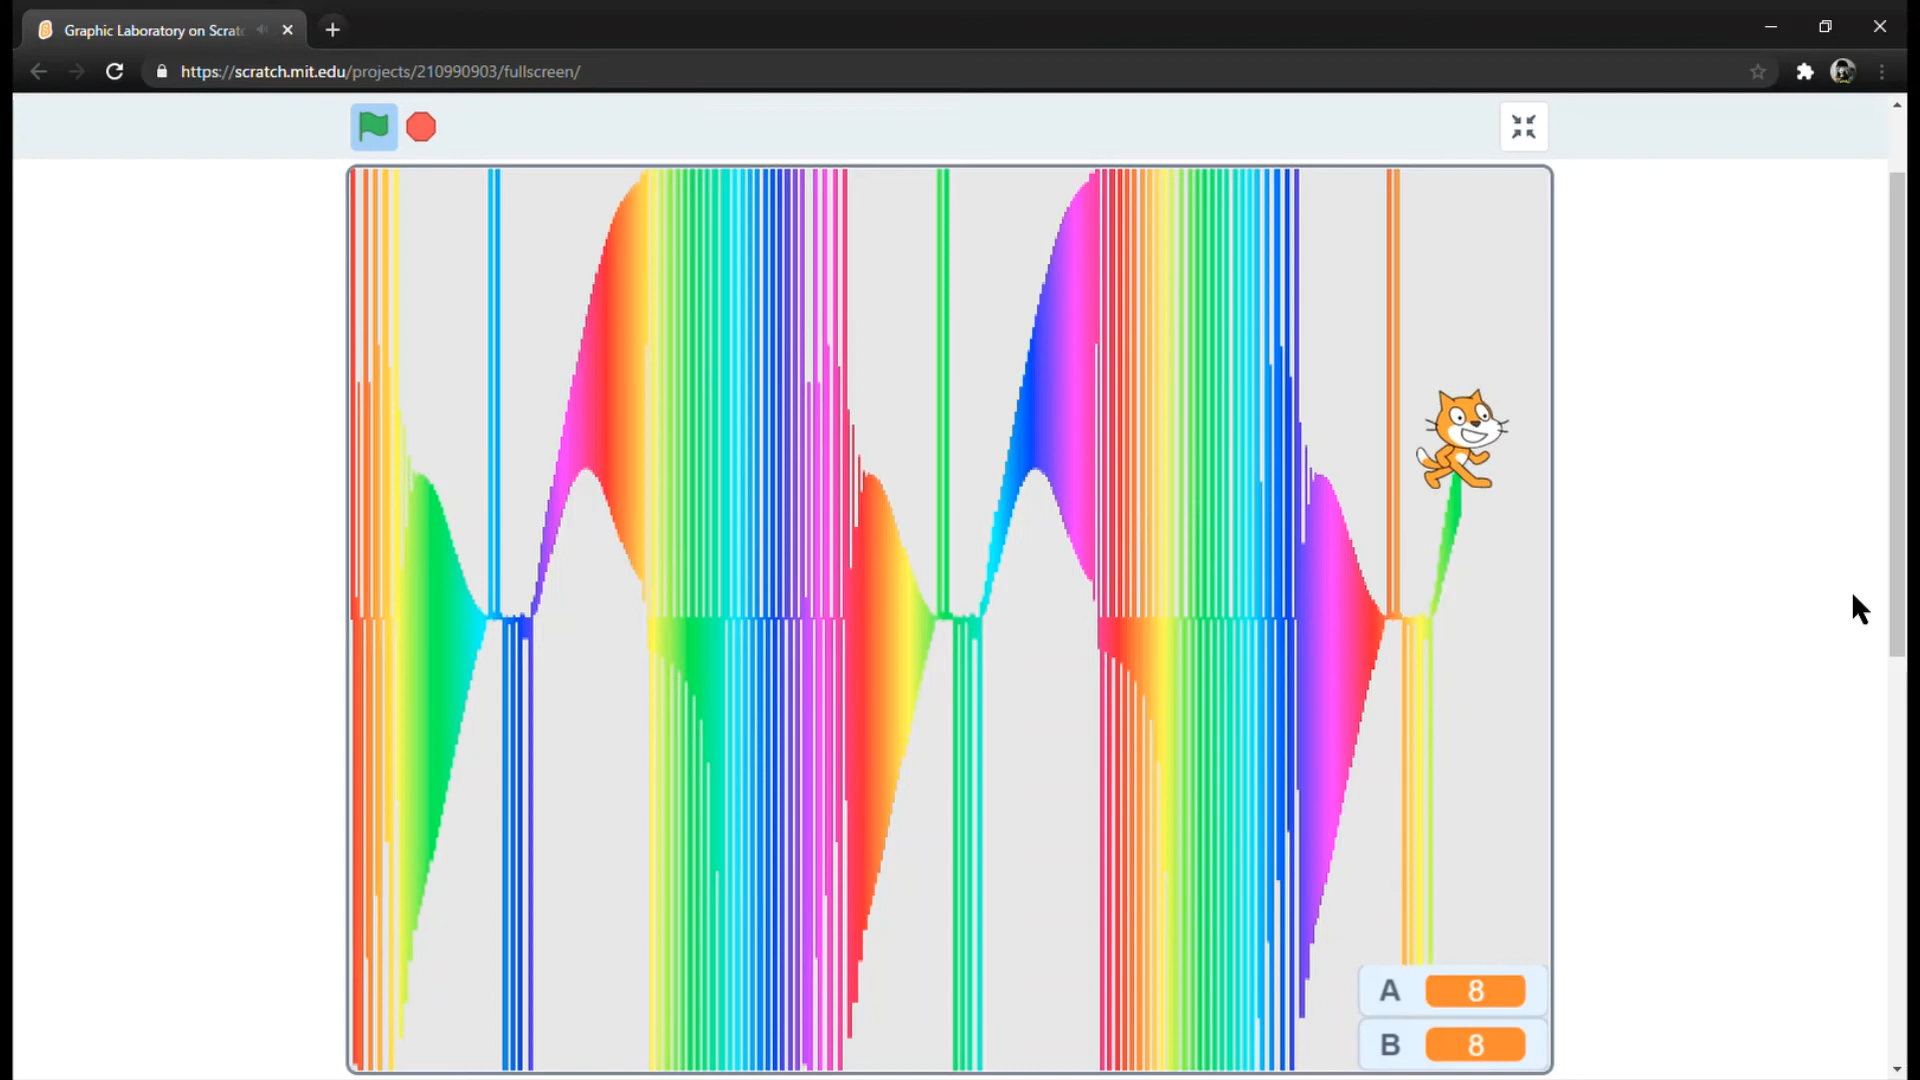 Graphic Laboratory on Scrat
https://scratch.mit.edu/projects/210990903/fullscreen/
A 8
B 8